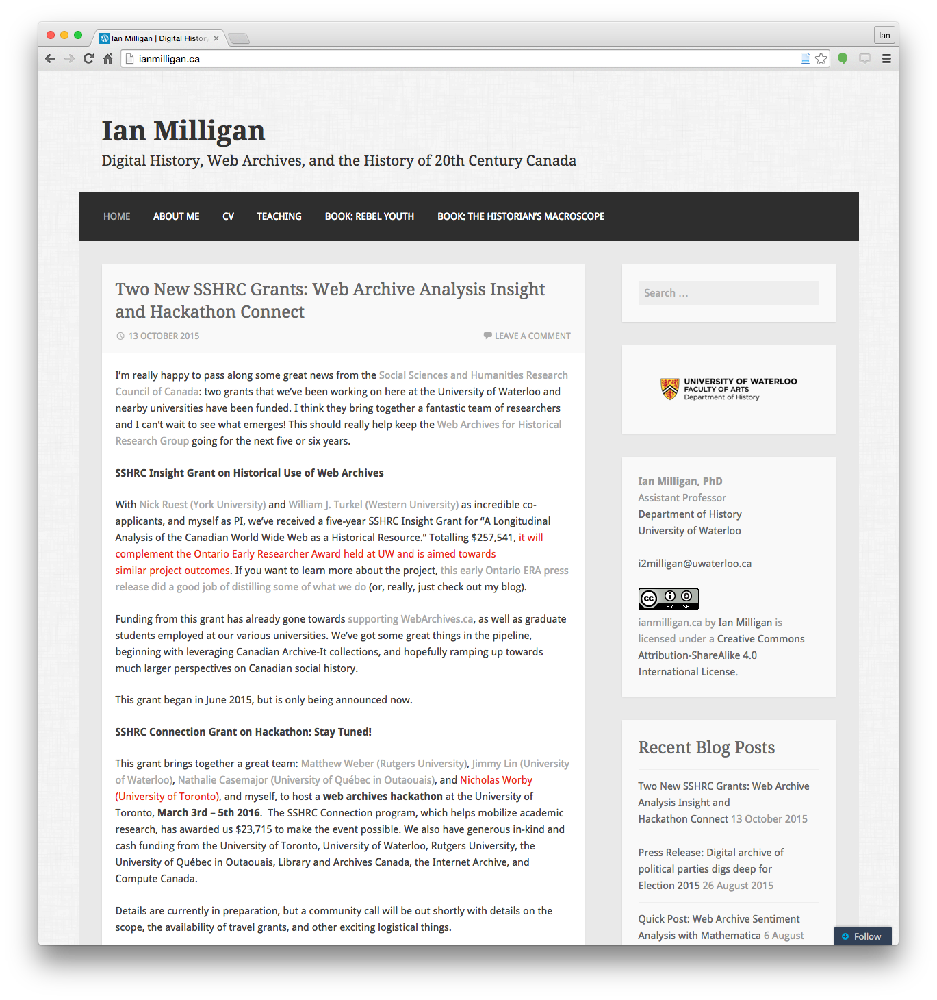 Ian Milligan | Digital History
Ian
ianmilligan.ca
Ian Milligan
Digital History, Web Archives, and the History of 20th Century Canada
HOME ABOUT ME CV TEACHING BOOK: REBEL YOUTH BOOK: THE HISTORIAN'S MACROSCOPE
Two New SSHRC Grants: Web Archive Analysis Insight
and Hackathon Connect
13 OCTOBER 2015 LEAVE A COMMENT
I'm really happy to pass along some great news from the Social Sciences and Humanities Research
Council of Canada: two grants that we've been working on here at the University of Waterloo and
nearby universities have been funded. I think they bring together a fantastic team of researchers
and I can't wait to see what emerges! This should really help keep the Web Archives for Historical
Research Group going for the next five or six years.
SSHRC Insight Grant on Historical Use of Web Archives
With Nick Ruest (York University) and William J. Turkel (Western University) as incredible co-
applicants, and myself as PI, we've received a five-year SSHRC Insight Grant for “A Longitudinal
Analysis of the Canadian World Wide Web as a Historical Resource.” Totalling $257,541, it will
complement the Ontario Early Researcher Award held at UW and is aimed towards
similar project outcomes. If you want to learn more about the project, this early Ontario ERA press
release did a good job of distilling some of what we do (or, really, just check out my blog).
Funding from this grant has already gone towards supporting WebArchives.ca, as well as graduate
students employed at our various universities. We've got some great things in the pipeline,
beginning with leveraging Canadian Archive-It collections, and hopefully ramping up towards
much larger perspectives on Canadian social history.
This grant began in June 2015, but is only being announced now.
SSHRC Connection Grant on Hackathon: Stay Tuned!
This grant brings together a great team: Matthew Weber (Rutgers University), Jimmy Lin (University
of Waterloo), Nathalie Casemajor (University of Québec in Outaouais), and Nicholas Worby
(University of Toronto), and myself, to host a web archives hackathon at the University of
Toronto, March 3rd – 5th 2016. The SSHRC Connection program, which helps mobilize academic
research, has awarded us $23,715 to make the event possible. We also have generous in-kind and
cash funding from the University of Toronto, University of Waterloo, Rutgers University, the
University of Québec in Outaouais, Library and Archives Canada, the Internet Archive, and
Compute Canada.
Details are currently in preparation, but a community call will be out shortly with details on the
scope, the availability of travel grants, and other exciting logistical things.
Search …
UNIVERSITY OF WATERLOO
FACULTY OF ARTS
Department of History
Ian Milligan, PhD
Assistant Professor
Department of History
University of Waterloo
i2milligan@uwaterloo.ca
cc BY SA
ianmilligan.ca by Ian Milligan is
licensed under a Creative Commons
Attribution-ShareAlike 4.0
International License.
Recent Blog Posts
Two New SSHRC Grants: Web Archive
Analysis Insight and
Hackathon Connect 13 October 2015
Press Release: Digital archive of
political parties digs deep for
Election 2015 26 August 2015
Quick Post: Web Archive Sentiment
Analysis with Mathematica 6 August
Follow